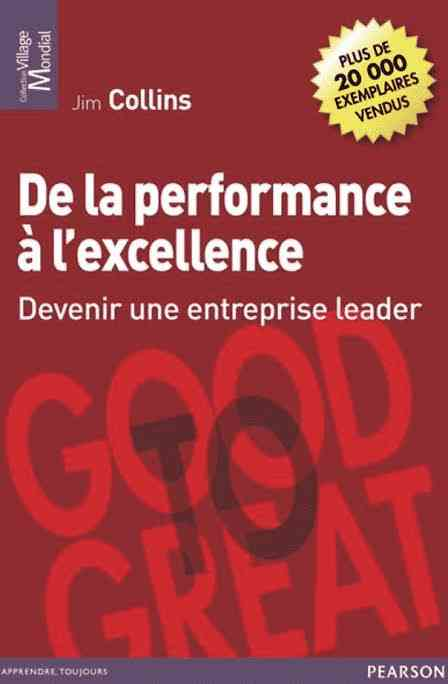 Collection
Village
Mondial
Jim Collins
PLUS DE
20 000
EXEMPLAIRES
VENDUS
De la performance
à l'excellence
Devenir une entreprise leader
GOOD
TO
GREAT
APPRENDRE, TOUJOURS
PEARSON